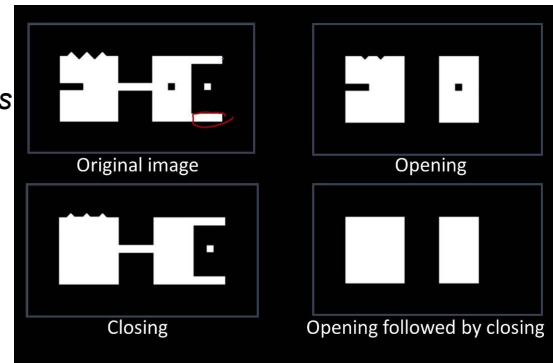 s
Original image
Opening
Closing
Opening followed by closing